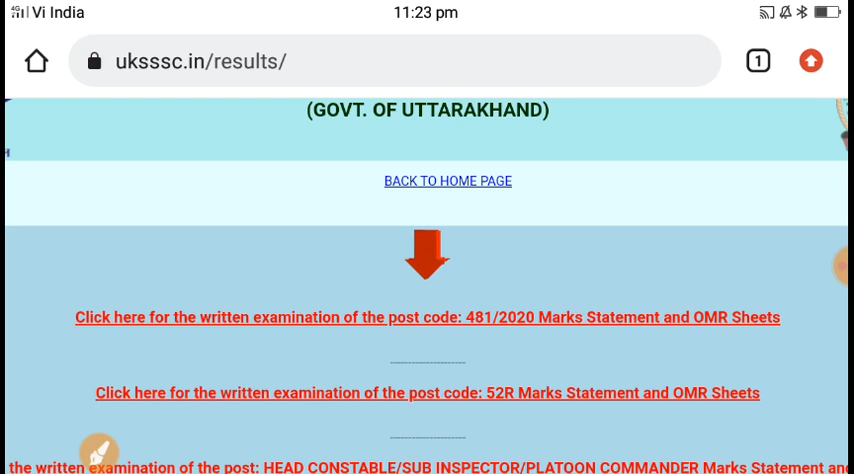 4G Vi India 11:23 pm
uksssc.in/results/ 1
(GOVT. OF UTTARAKHAND)
BACK TO HOME PAGE
Click here for the written examination of the post code: 481/2020 Marks Statement and OMR Sheets
--------------------
Click here for the written examination of the post code: 52R Marks Statement and OMR Sheets
--------------------
the written examination of the post: HEAD CONSTABLE/SUB INSPECTOR/PLATOON COMMANDER Marks Statement an